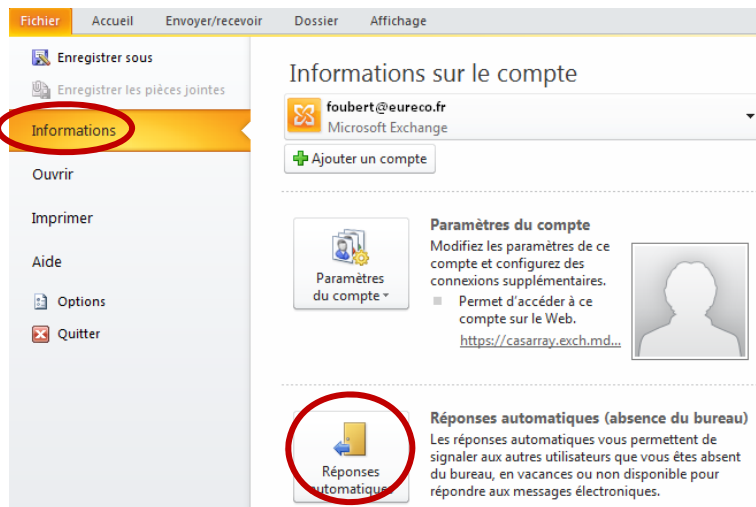 Fichier Accueil Envoyer/recevoir Dossier Affichage
Enregistrer sous
Enregistrer les pièces jointes
Informations
Ouvrir
Imprimer
Aide
Options
Quitter
Informations sur le compte
foubert@eureco.fr
Microsoft Exchange
Ajouter un compte
Paramètres
du compte
Paramètres du compte
Modifiez les paramètres de ce
compte et configurez des
connexions supplémentaires.
Permet d'accéder à ce
compte sur le Web.
https://casarray.exch.md...
Réponses
automatiques
Réponses automatiques (absence du bureau)
Les réponses automatiques vous permettent de
signaler aux autres utilisateurs que vous êtes absent
du bureau, en vacances ou non disponible pour
répondre aux messages électroniques.